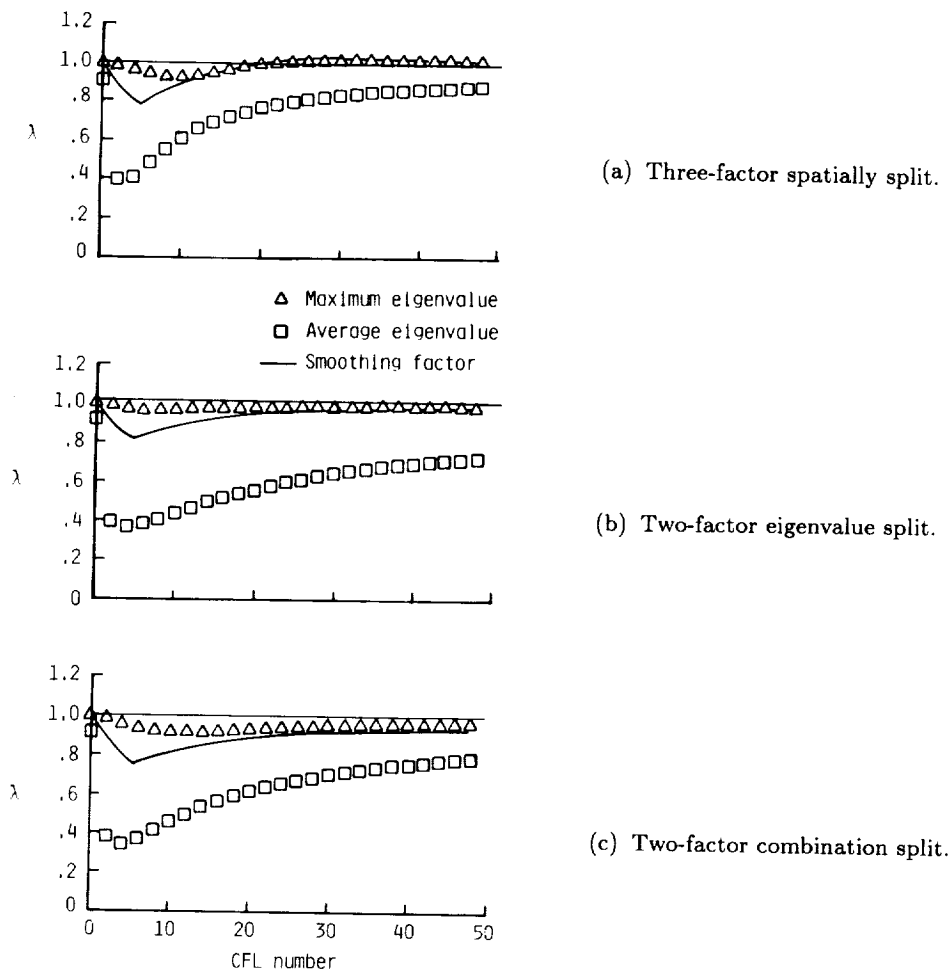 1.2
1.0
.8
.6
.4
.2
0
λ
(a) Three-factor spatially split.
△ Maximum eigenvalue
□ Average eigenvalue
— Smoothing factor
1.2
1.0
.8
.6
.4
.2
0
λ
(b) Two-factor eigenvalue split.
1.2
1.0
.8
.6
.4
.2
0
λ
(c) Two-factor combination split.
0 10 20 30 40 50
CFL number